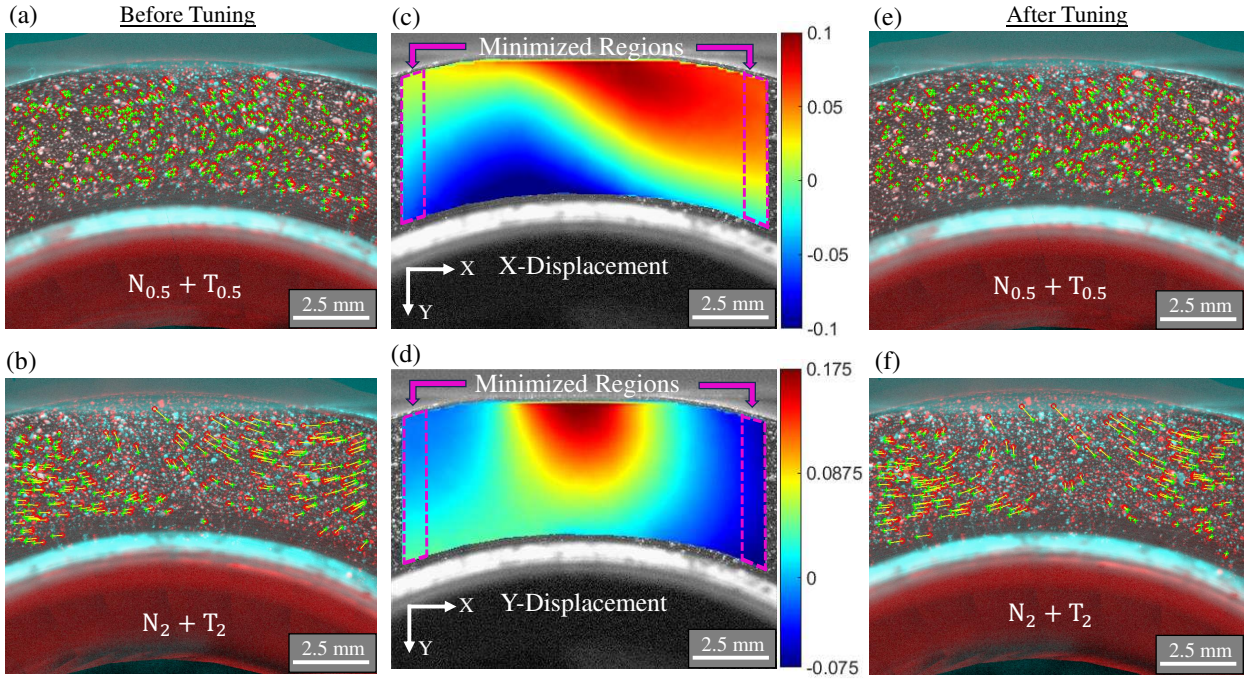 Before Tuning
After Tuning
(a)
N0.5 + T0.5
2.5 mm
(c)
Minimized Regions
X
Y
X-Displacement
2.5 mm
0.1
0.05
0
-0.05
-0.1
(e)
N0.5 + T0.5
2.5 mm
(b)
N2 + T2
2.5 mm
(d)
Minimized Regions
X
Y
Y-Displacement
2.5 mm
0.175
0.0875
0
-0.075
(f)
N2 + T2
2.5 mm